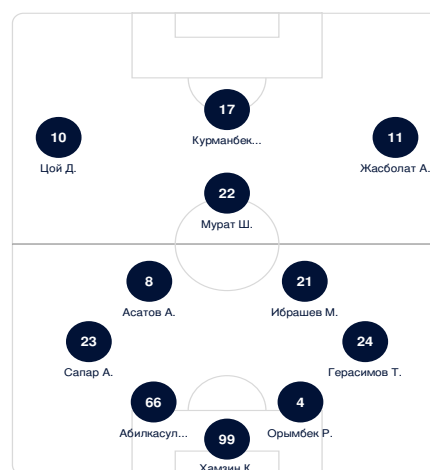 17
Курманбек...
10
Цой Д.
11
Жасболат А.
22
Мурат Ш.
8
Асатов А.
21
Ибрашев М.
23
Сапар А.
24
Герасимов Т.
66
Абилкасул...
4
Орымбек Р.
99
Хамзин К